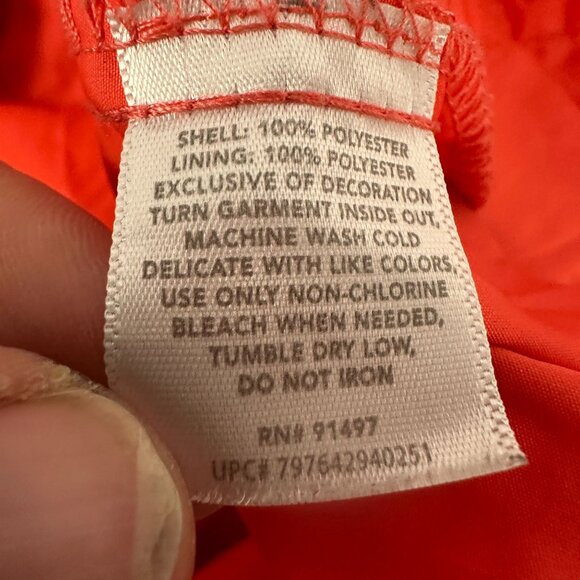 SHELL: 100% POLYESTER
LINING: 100% POLYESTER
EXCLUSIVE OF DECORATION
TURN GARMENT INSIDE OUT,
MACHINE WASH COLD
DELICATE WITH LIKE COLORS,
USE ONLY NON-CHLORINE
BLEACH WHEN NEEDED,
TUMBLE DRY LOW,
DO NOT IRON
RN# 91497
UPC# 797642940251